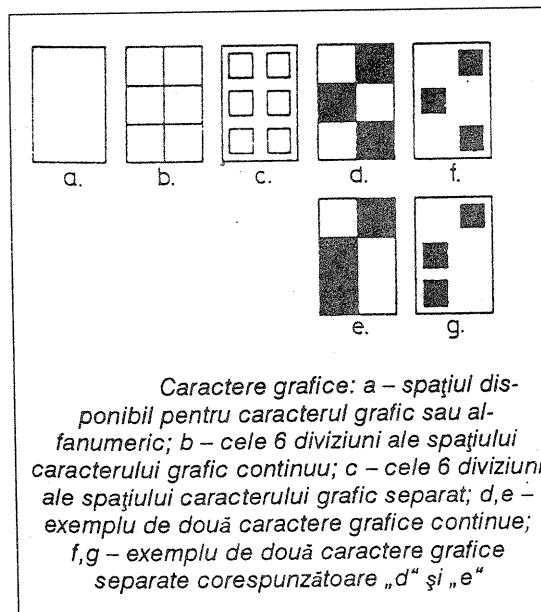 a. b. c. d. f.
e. g.
Caractere grafice: a – spaţiul dis-
ponibil pentru caracterul grafic sau al-
fanumeric; b – cele 6 diviziuni ale spaţiului
caracterului grafic continuu; c – cele 6 diviziuni
ale spaţiului caracterului grafic separat; d,e –
exemplu de două caractere grafice continue;
f,g – exemplu de două caractere grafice
separate corespunzătoare „d“ şi „e“